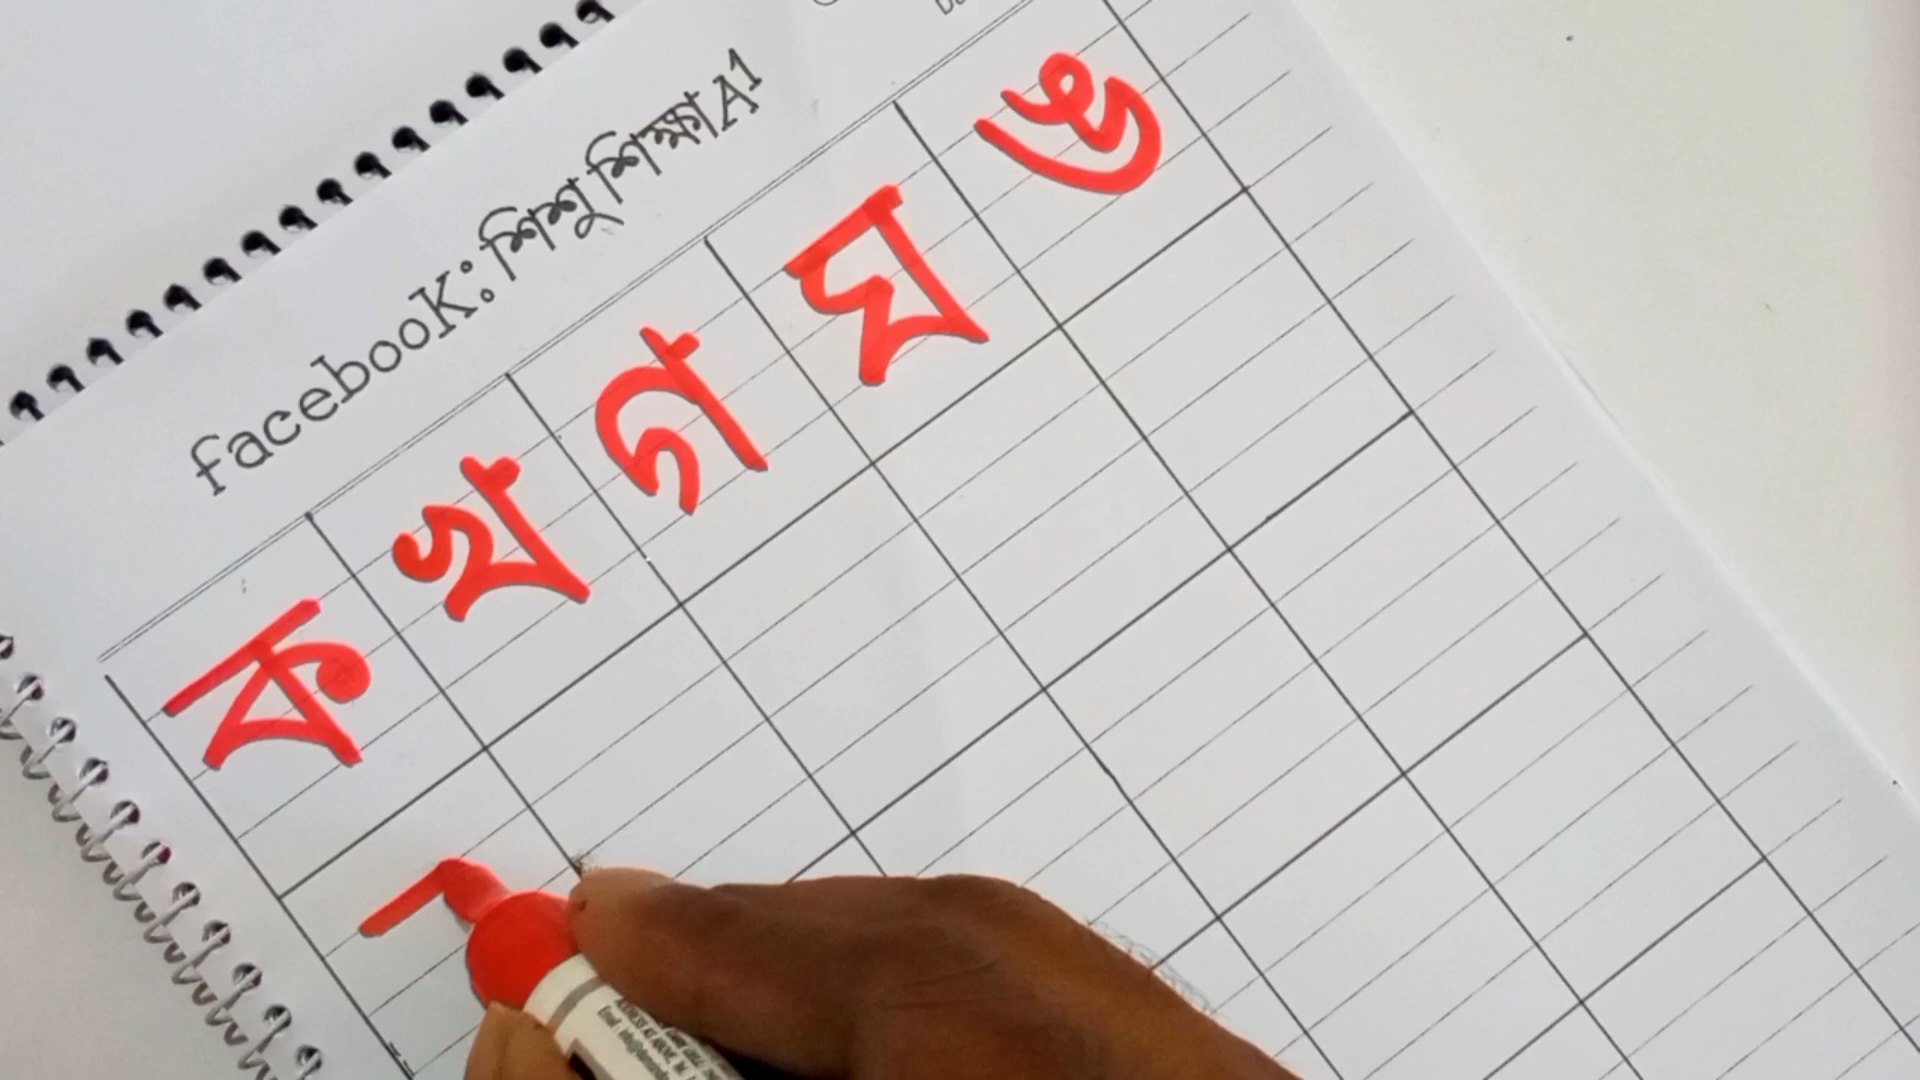 facebooK: শিশু শিক্ষা A1
ক খ গ ঘ ঙ